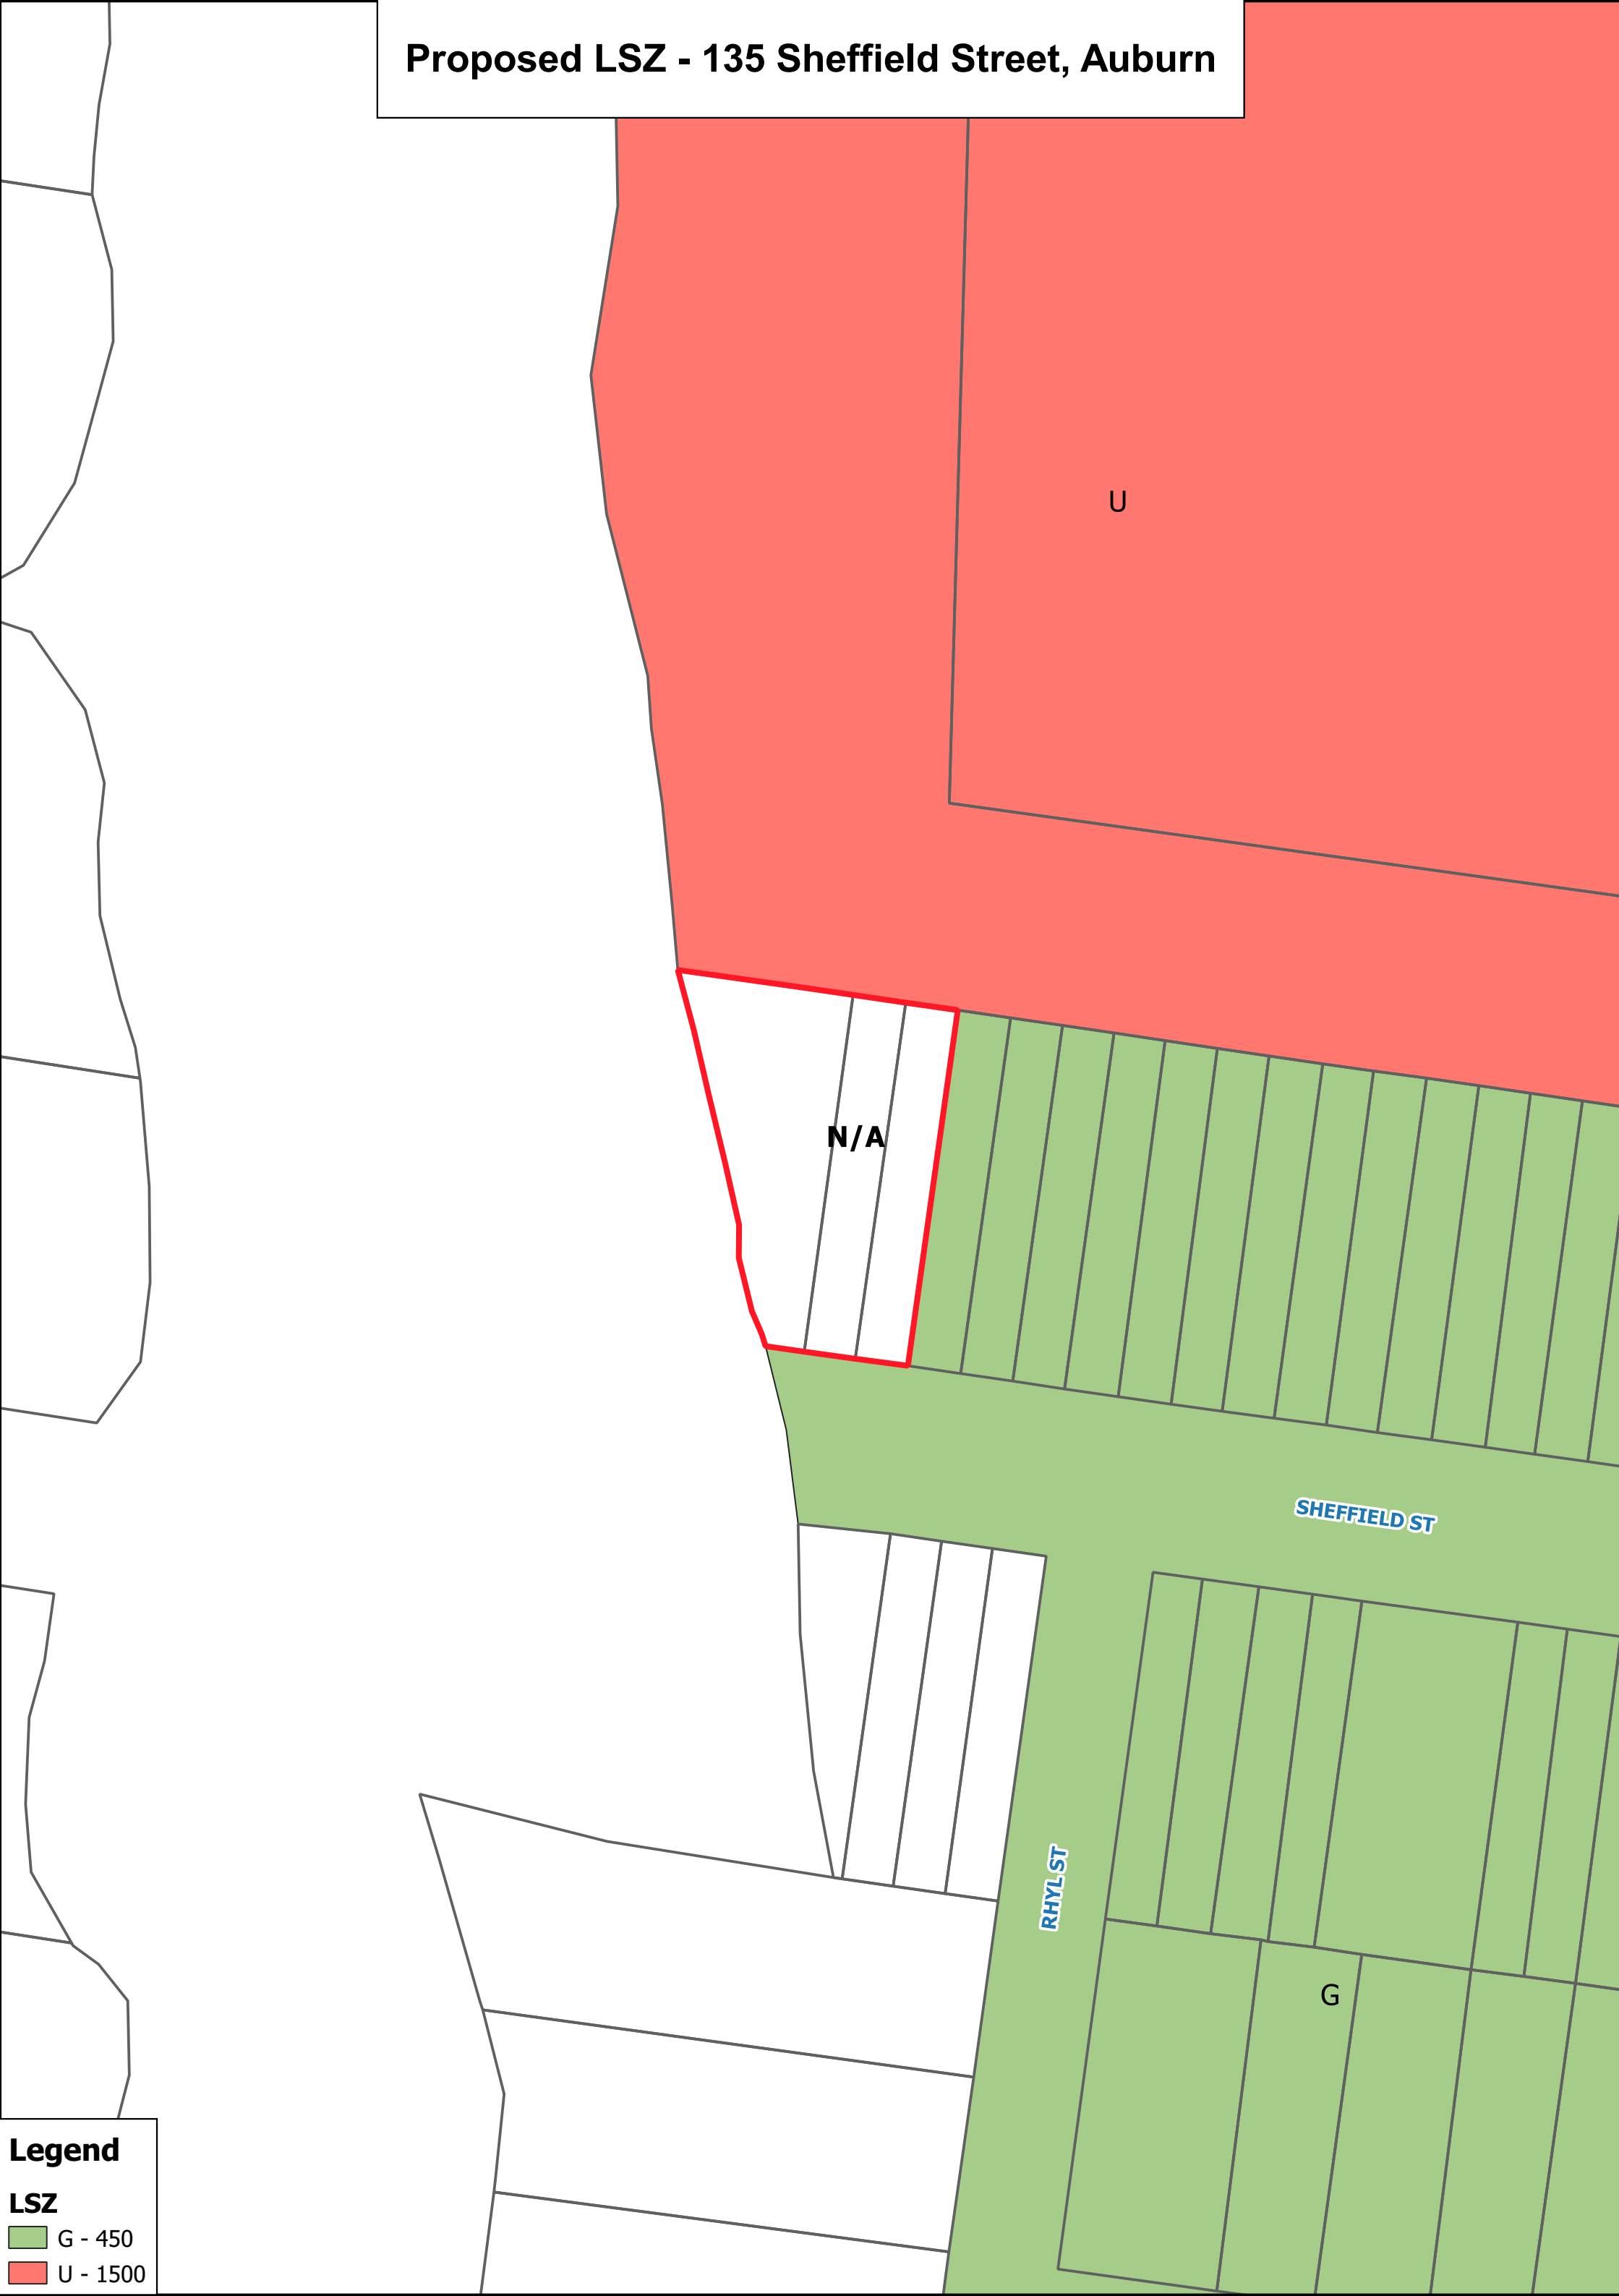 Proposed LSZ - 135 Sheffield Street, Auburn
U
N/A
SHEFFIELD ST
RHYL ST
G
Legend
LSZ
G - 450
U - 1500